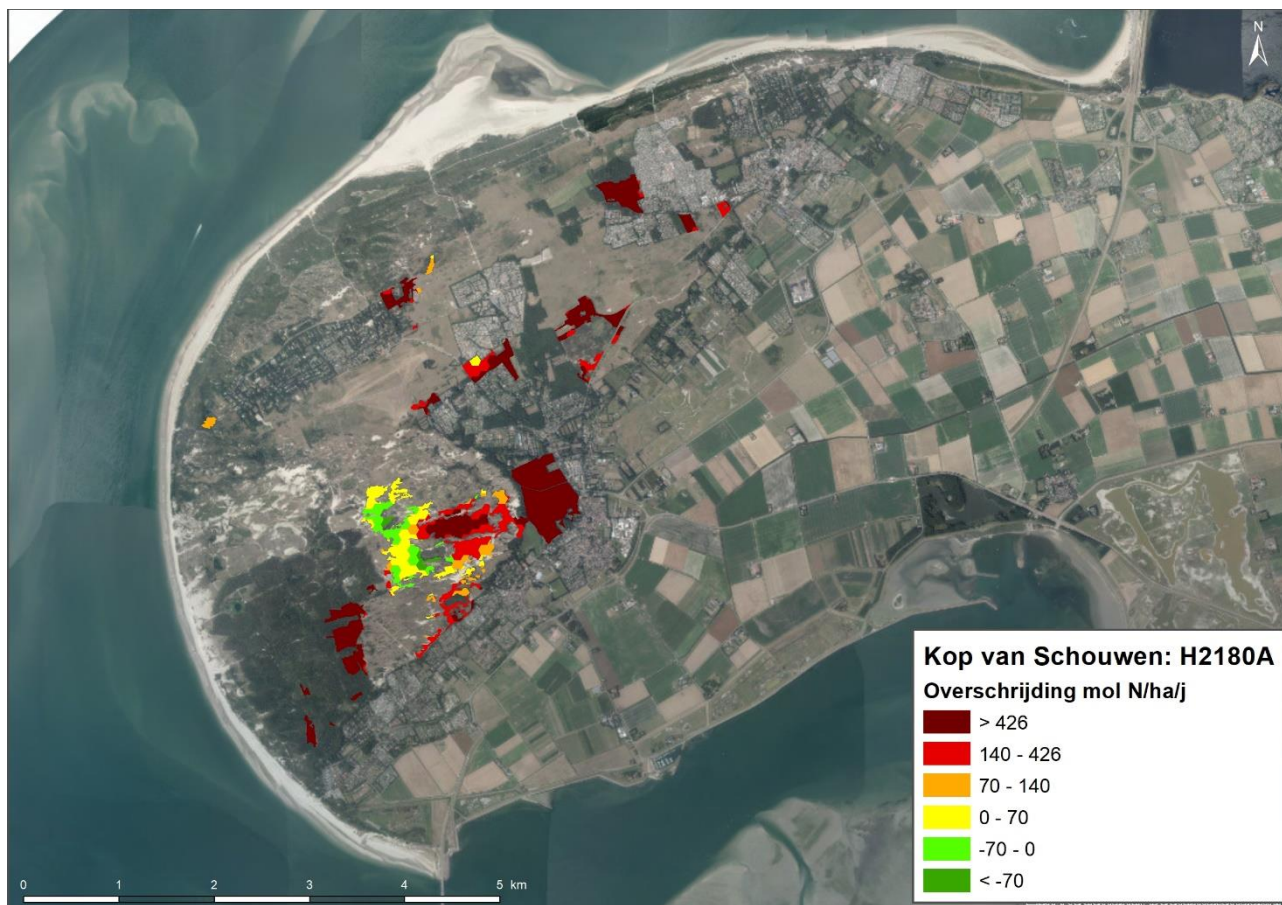 N
Kop van Schouwen: H2180A
Overschrijding mol N/ha/j
> 426
140 - 426
70 - 140
0 - 70
-70 - 0
< -70
0 1 2 3 4 5 km